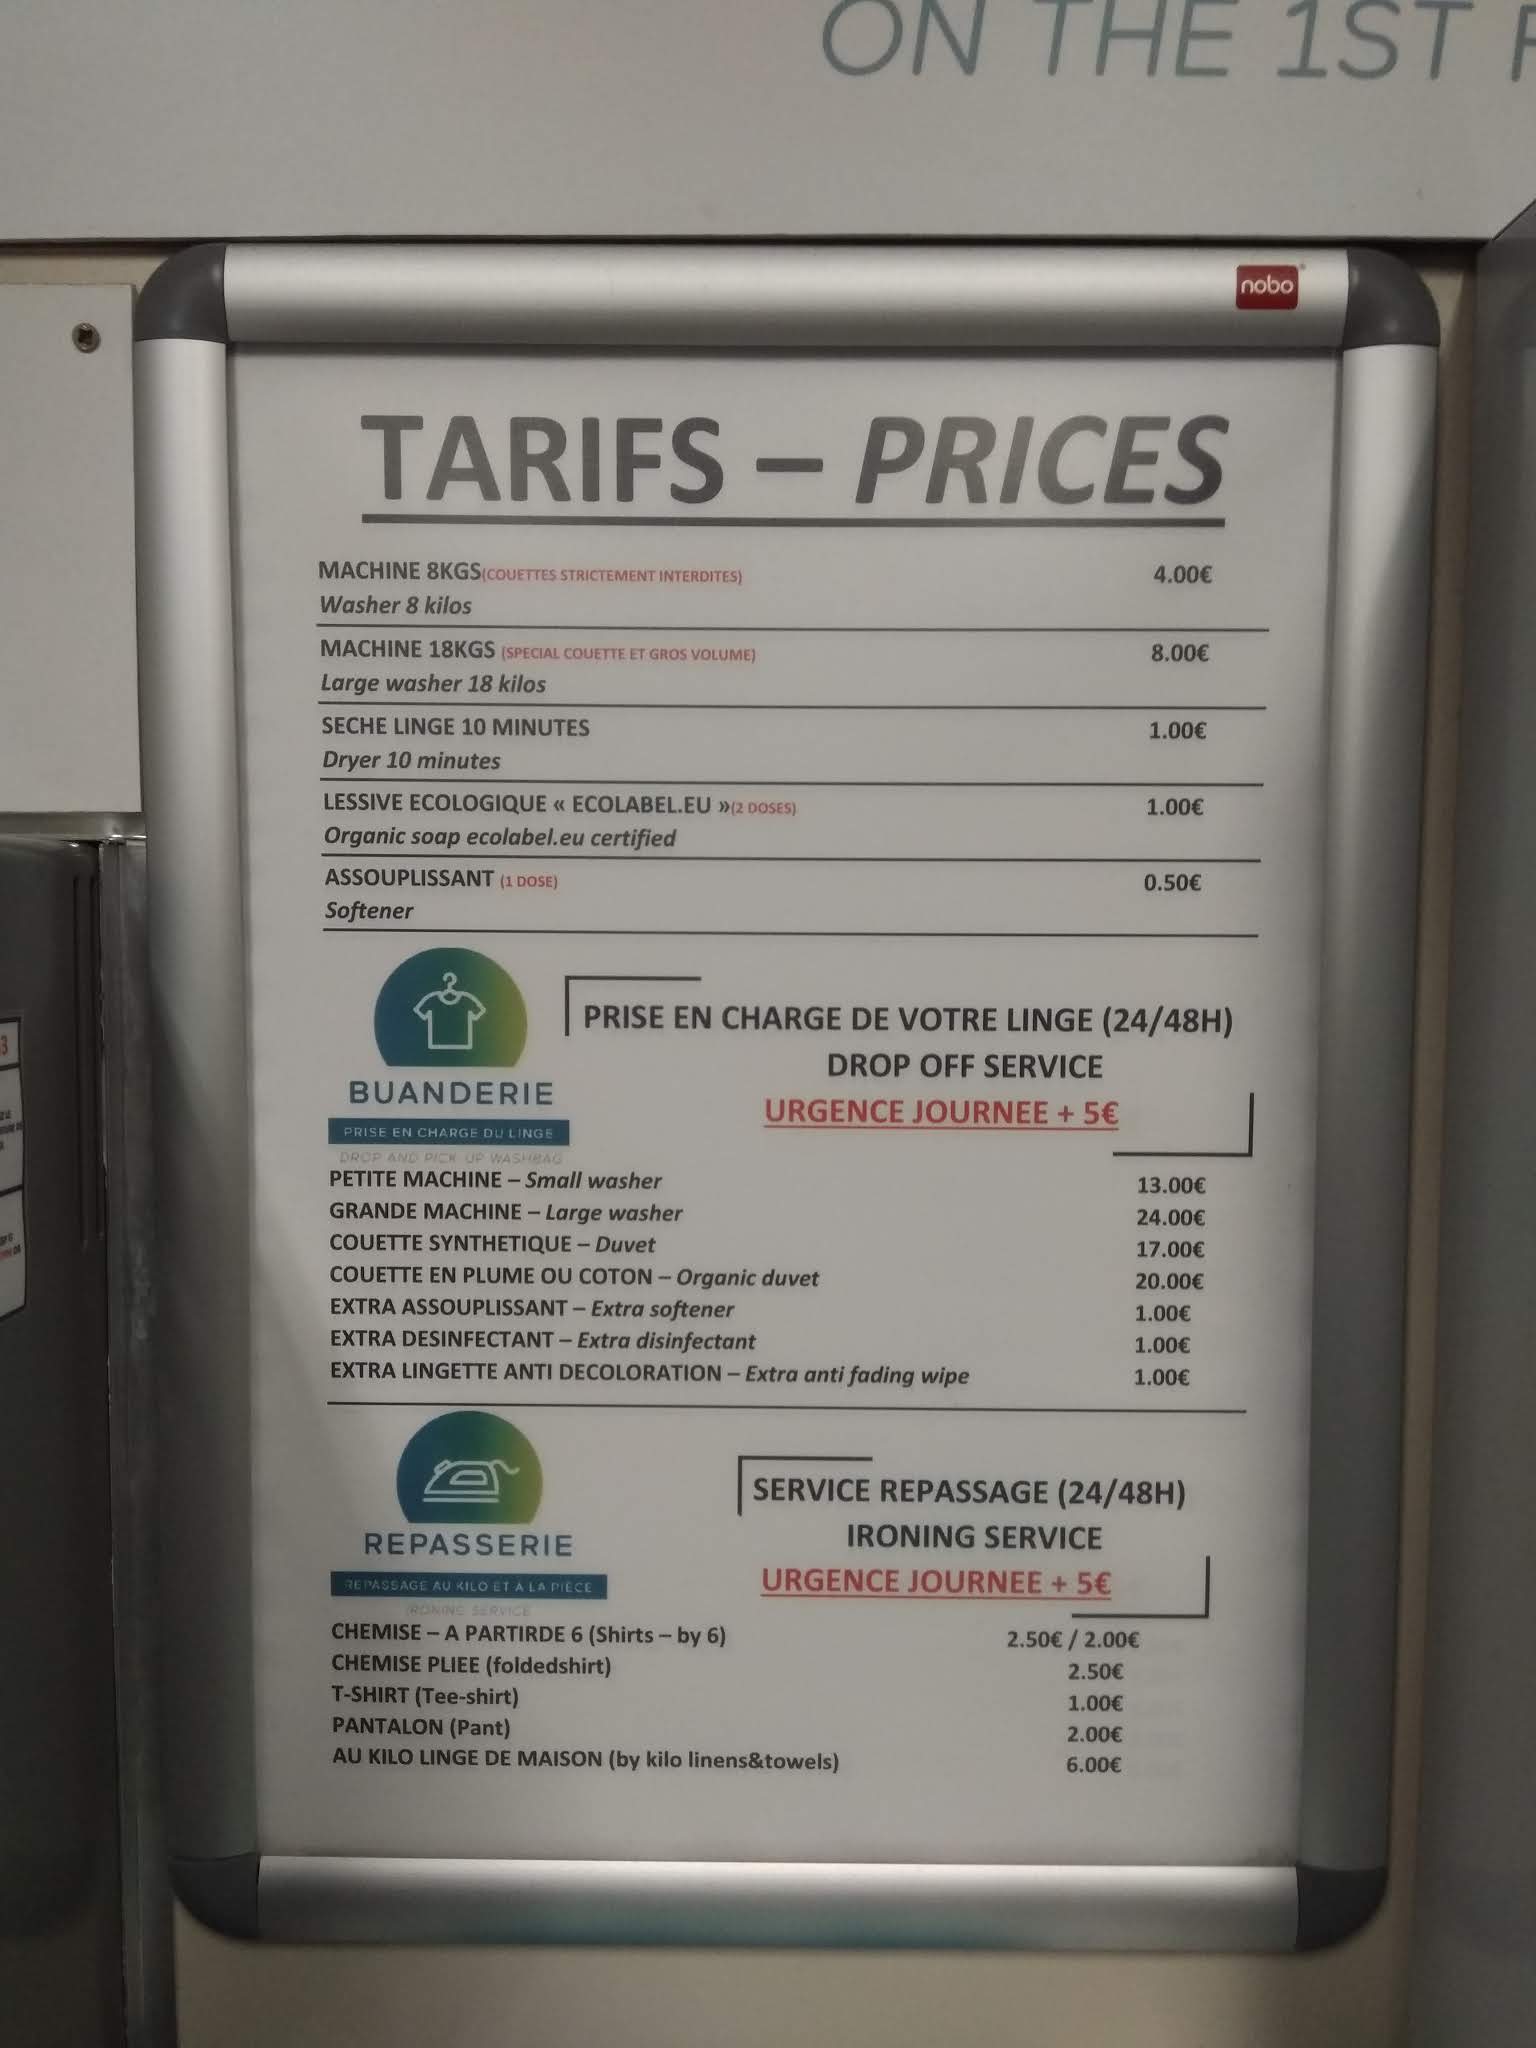 ON THE 1ST
nobo
TARIFS – PRICES
MACHINE 8KGS(COUETTES STRICTEMENT INTERDITES) 4.00€
Washer 8 kilos
MACHINE 18KGS (SPECIAL COUETTE ET GROS VOLUME) 8.00€
Large washer 18 kilos
SECHE LINGE 10 MINUTES 1.00€
Dryer 10 minutes
LESSIVE ECOLOGIQUE « ECOLABEL.EU »(2 DOSES) 1.00€
Organic soap ecolabel.eu certified
ASSOUPLISSANT (1 DOSE) 0.50€
Softener
PRISE EN CHARGE DE VOTRE LINGE (24/48H)
DROP OFF SERVICE
URGENCE JOURNEE + 5€
BUANDERIE
PRISE EN CHARGE DU LINGE
DROP AND PICK UP WASHBAG
PETITE MACHINE – Small washer 13.00€
GRANDE MACHINE – Large washer 24.00€
COUETTE SYNTHETIQUE – Duvet 17.00€
COUETTE EN PLUME OU COTON – Organic duvet 20.00€
EXTRA ASSOUPLISSANT – Extra softener 1.00€
EXTRA DESINFECTANT – Extra disinfectant 1.00€
EXTRA LINGETTE ANTI DECOLORATION – Extra anti fading wipe 1.00€
SERVICE REPASSAGE (24/48H)
IRONING SERVICE
URGENCE JOURNEE + 5€
REPASSERIE
REPASSAGE AU KILO ET À LA PIÈCE
IRONING SERVICE
CHEMISE – A PARTIRDE 6 (Shirts – by 6) 2.50€ / 2.00€
CHEMISE PLIEE (foldedshirt) 2.50€
T-SHIRT (Tee-shirt) 1.00€
PANTALON (Pant) 2.00€
AU KILO LINGE DE MAISON (by kilo linens&towels) 6.00€